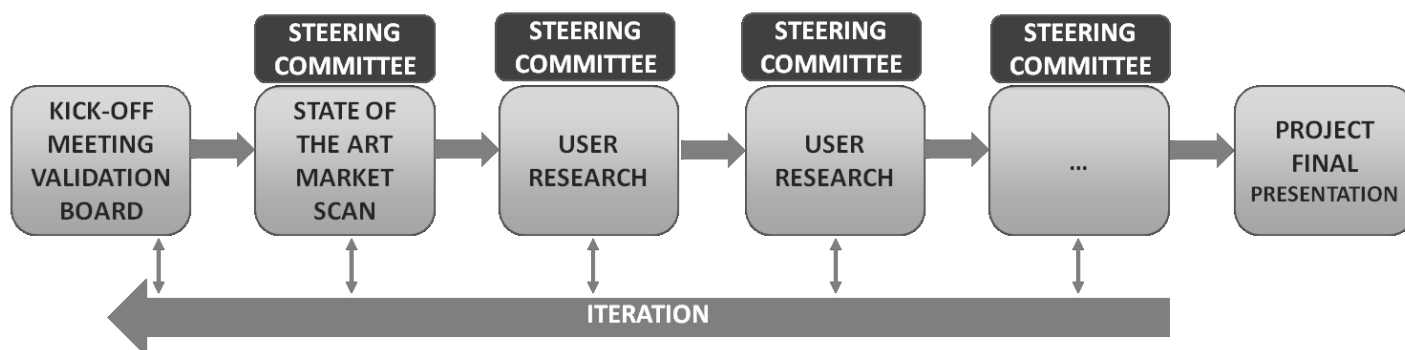 STEERING
COMMITTEE
STEERING
COMMITTEE
STEERING
COMMITTEE
STEERING
COMMITTEE
KICK-OFF
MEETING
VALIDATION
BOARD
STATE OF
THE ART
MARKET
SCAN
USER
RESEARCH
USER
RESEARCH
...
PROJECT
FINAL
PRESENTATION
ITERATION